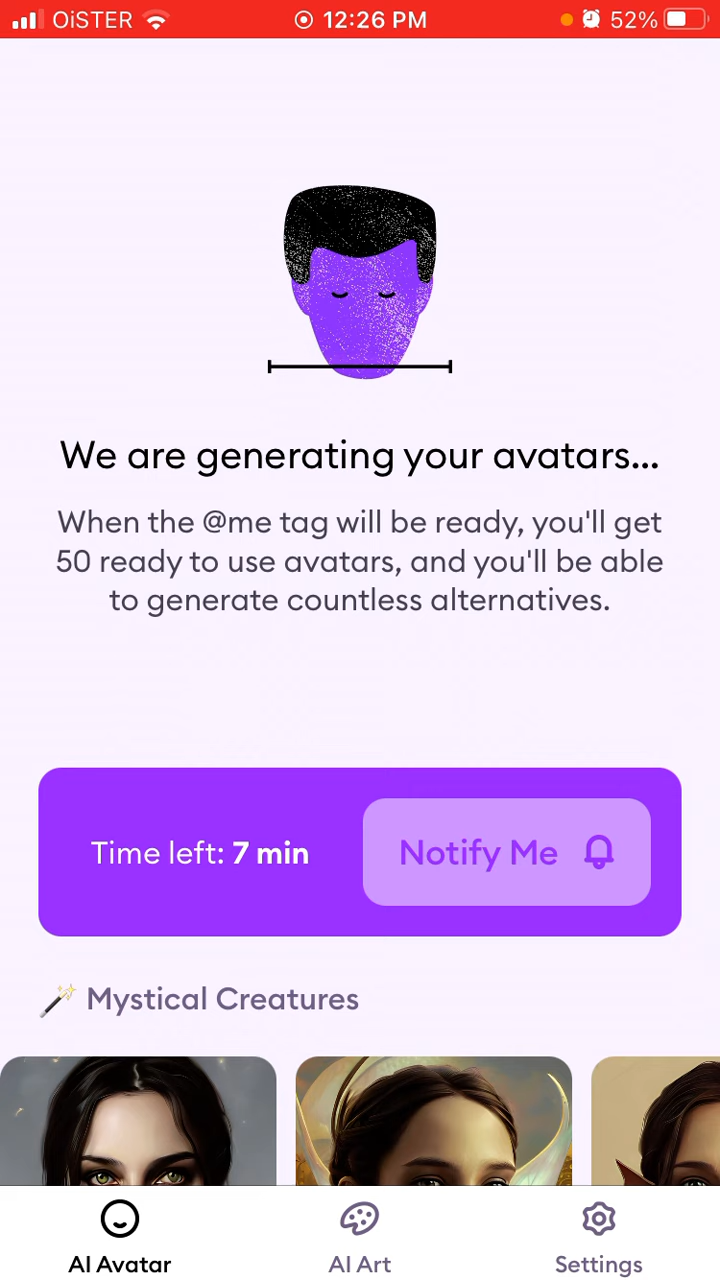 OiSTER 12:26 PM 52%
We are generating your avatars...
When the @me tag will be ready, you'll get
50 ready to use avatars, and you'll be able
to generate countless alternatives.
Time left: 7 min
Notify Me
Mystical Creatures
AI Avatar
AI Art
Settings